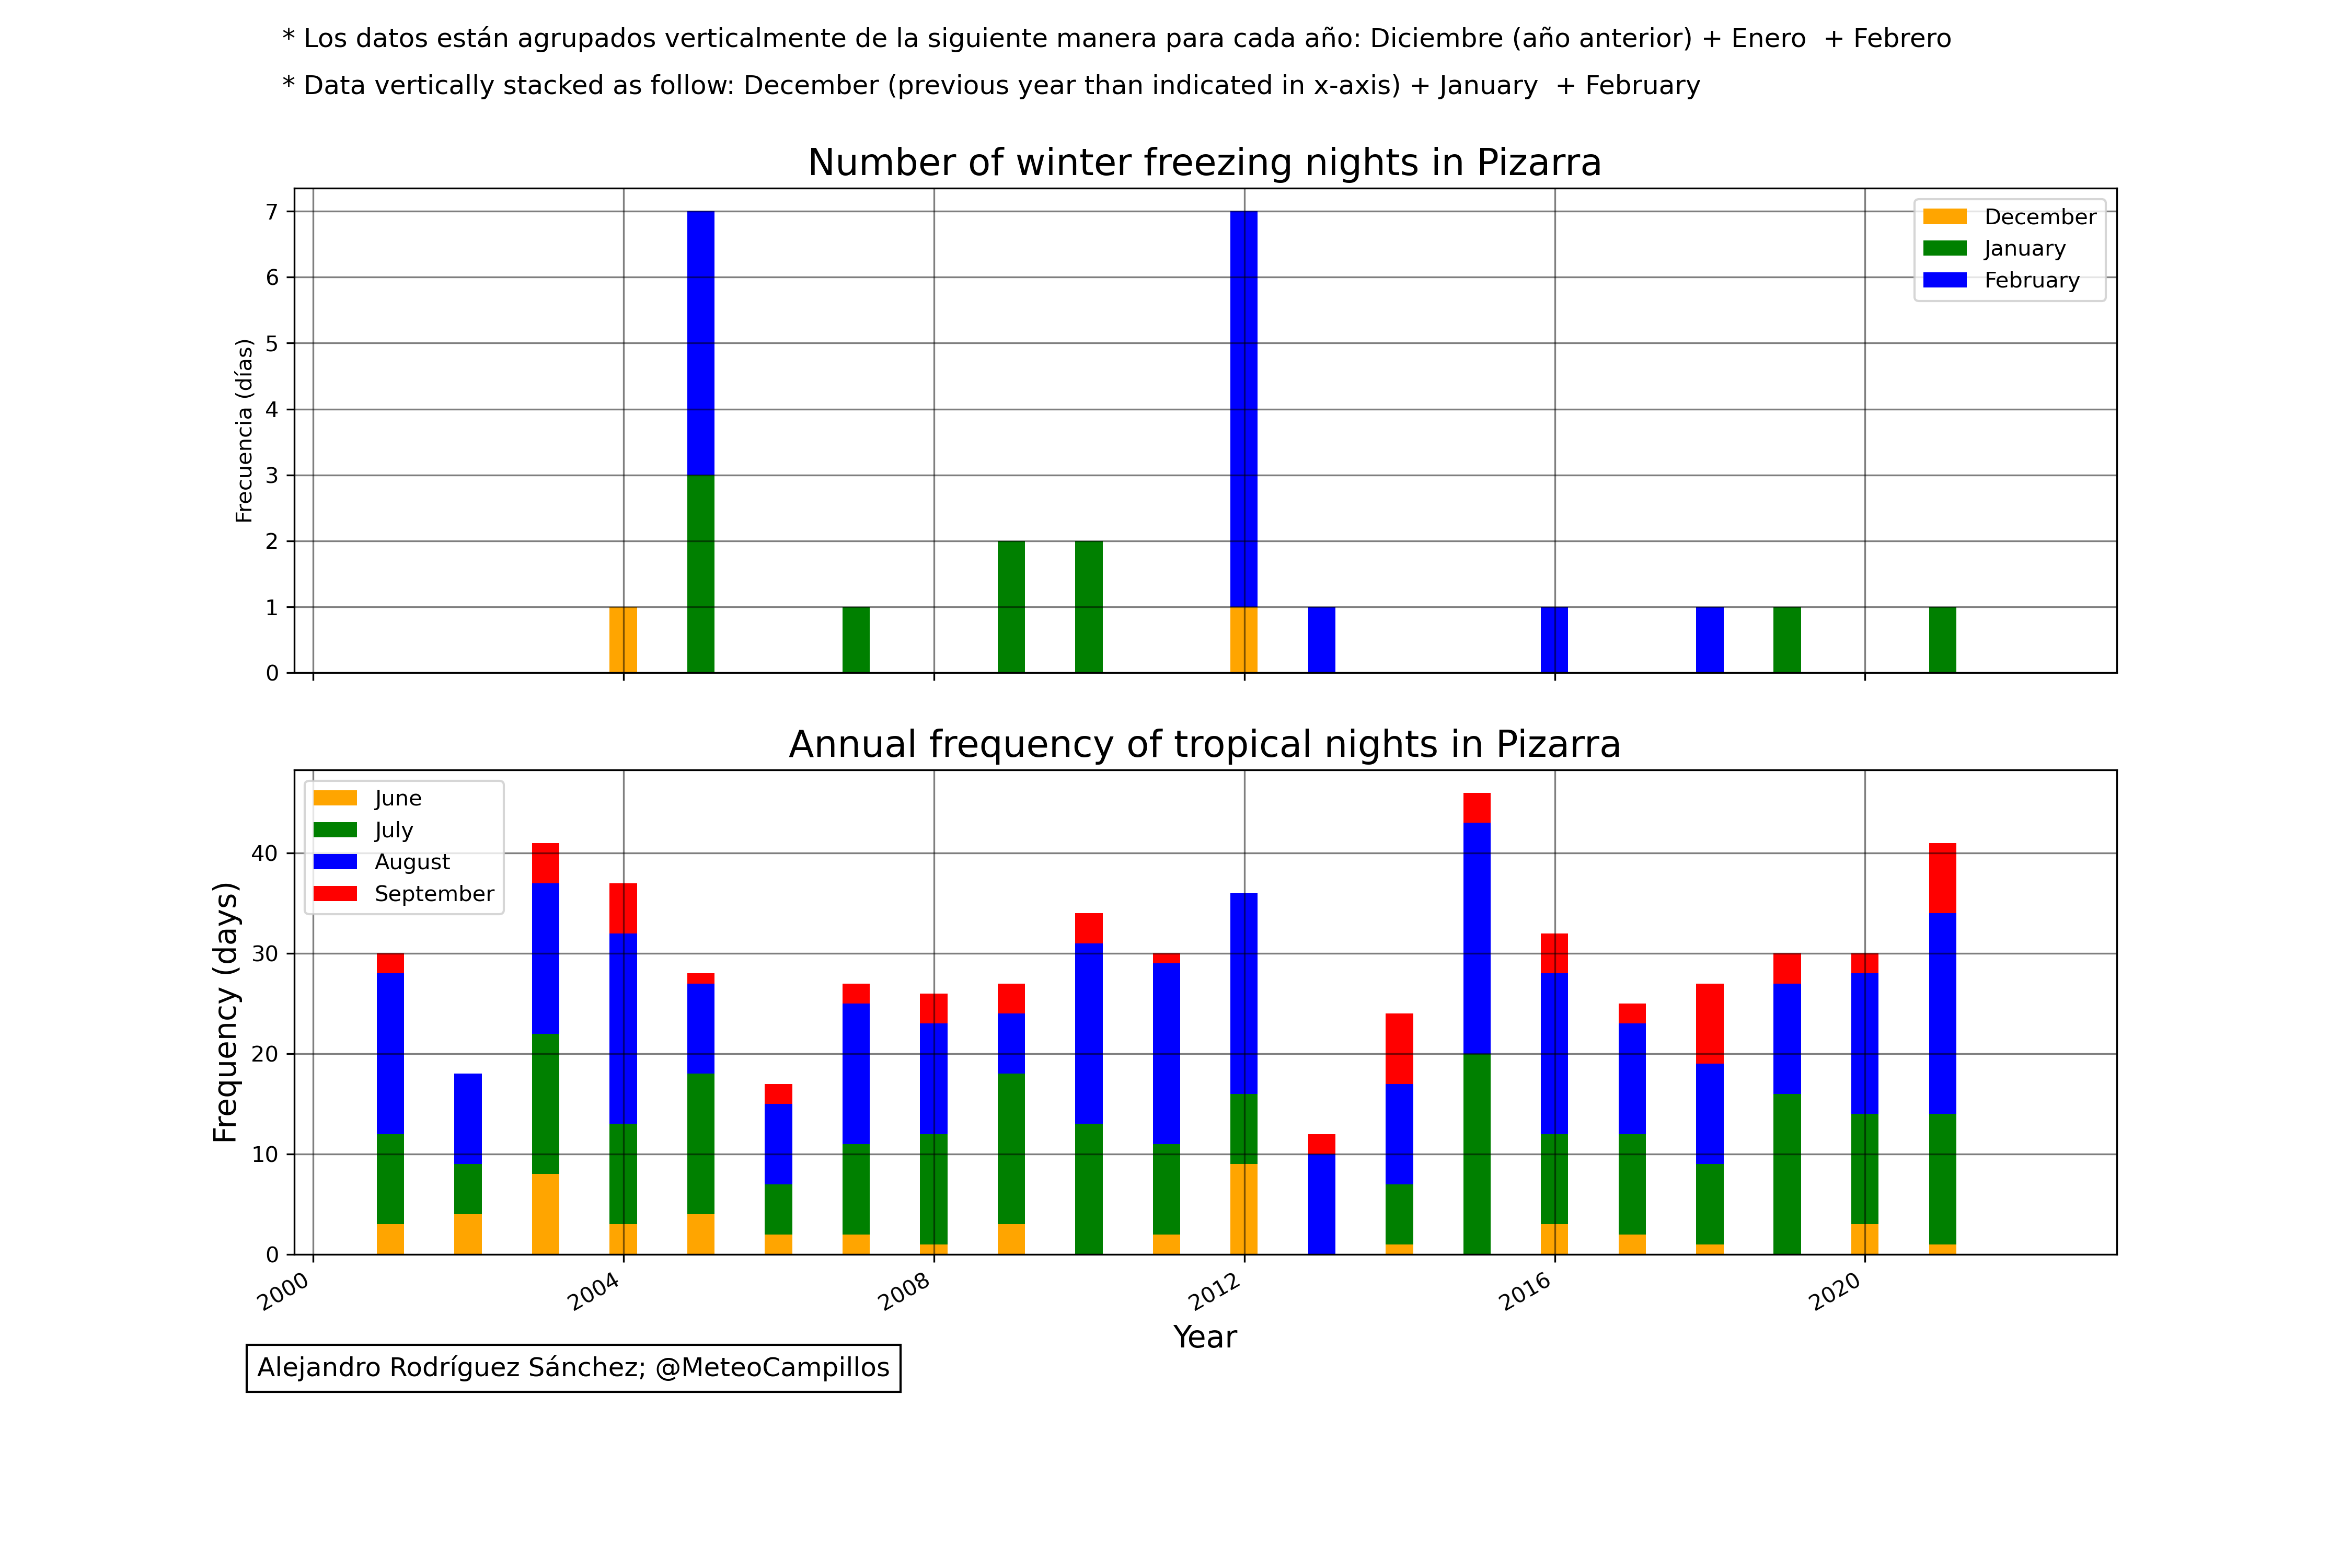 * Los datos están agrupados verticalmente de la siguiente manera para cada año: Diciembre (año anterior) + Enero  + Febrero
* Data vertically stacked as follow: December (previous year than indicated in x-axis) + January  + February
Number of winter freezing nights in Pizarra
7
6
5
4
3
2
1
0
Frecuencia (días)
December
January
February
Annual frequency of tropical nights in Pizarra
June
July
August
September
40
30
20
10
0
Frequency (days)
2000
2004
2008
2012
2016
2020
Year
Alejandro Rodríguez Sánchez; @MeteoCampillos